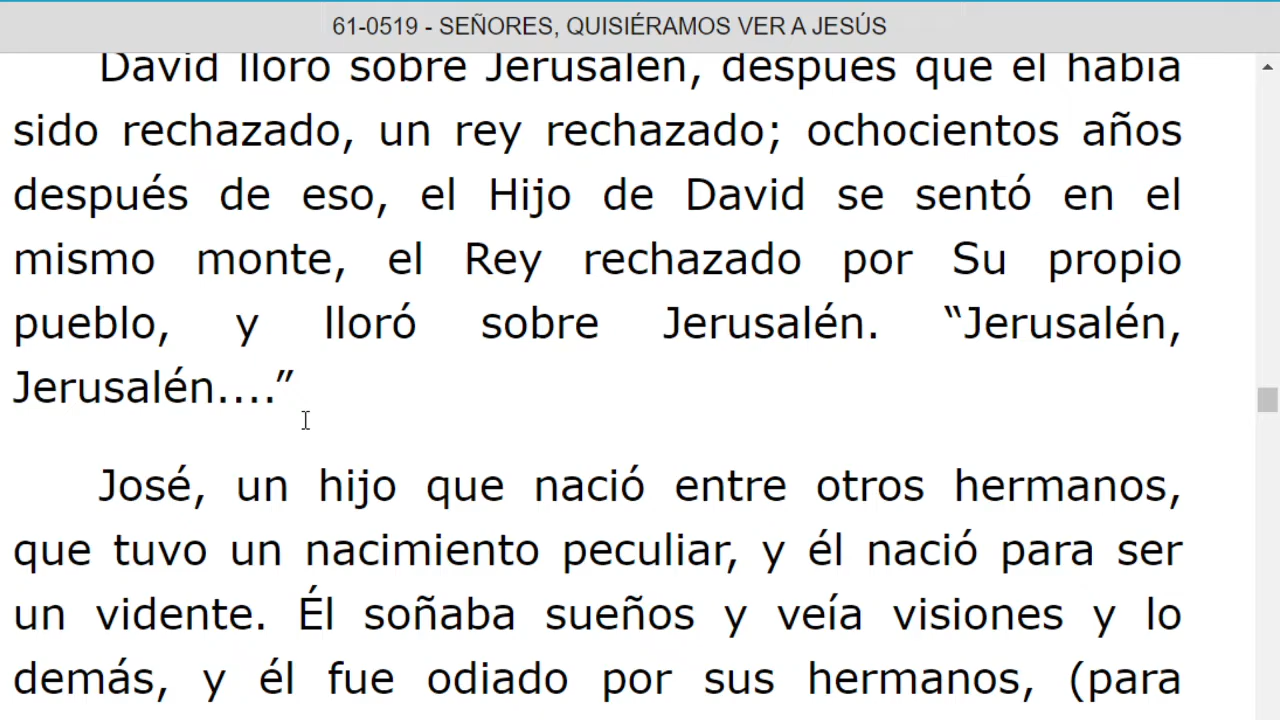 61-0519 - SEÑORES, QUISIÉRAMOS VER A JESÚS
David lloró sobre Jerusalén, después que él había
sido rechazado, un rey rechazado; ochocientos años
después de eso, el Hijo de David se sentó en el
mismo monte, el Rey rechazado por Su propio
pueblo, y lloró sobre Jerusalén. “Jerusalén,
Jerusalén....”
José, un hijo que nació entre otros hermanos,
que tuvo un nacimiento peculiar, y él nació para ser
un vidente. Él soñaba sueños y veía visiones y lo
demás, y él fue odiado por sus hermanos, (para